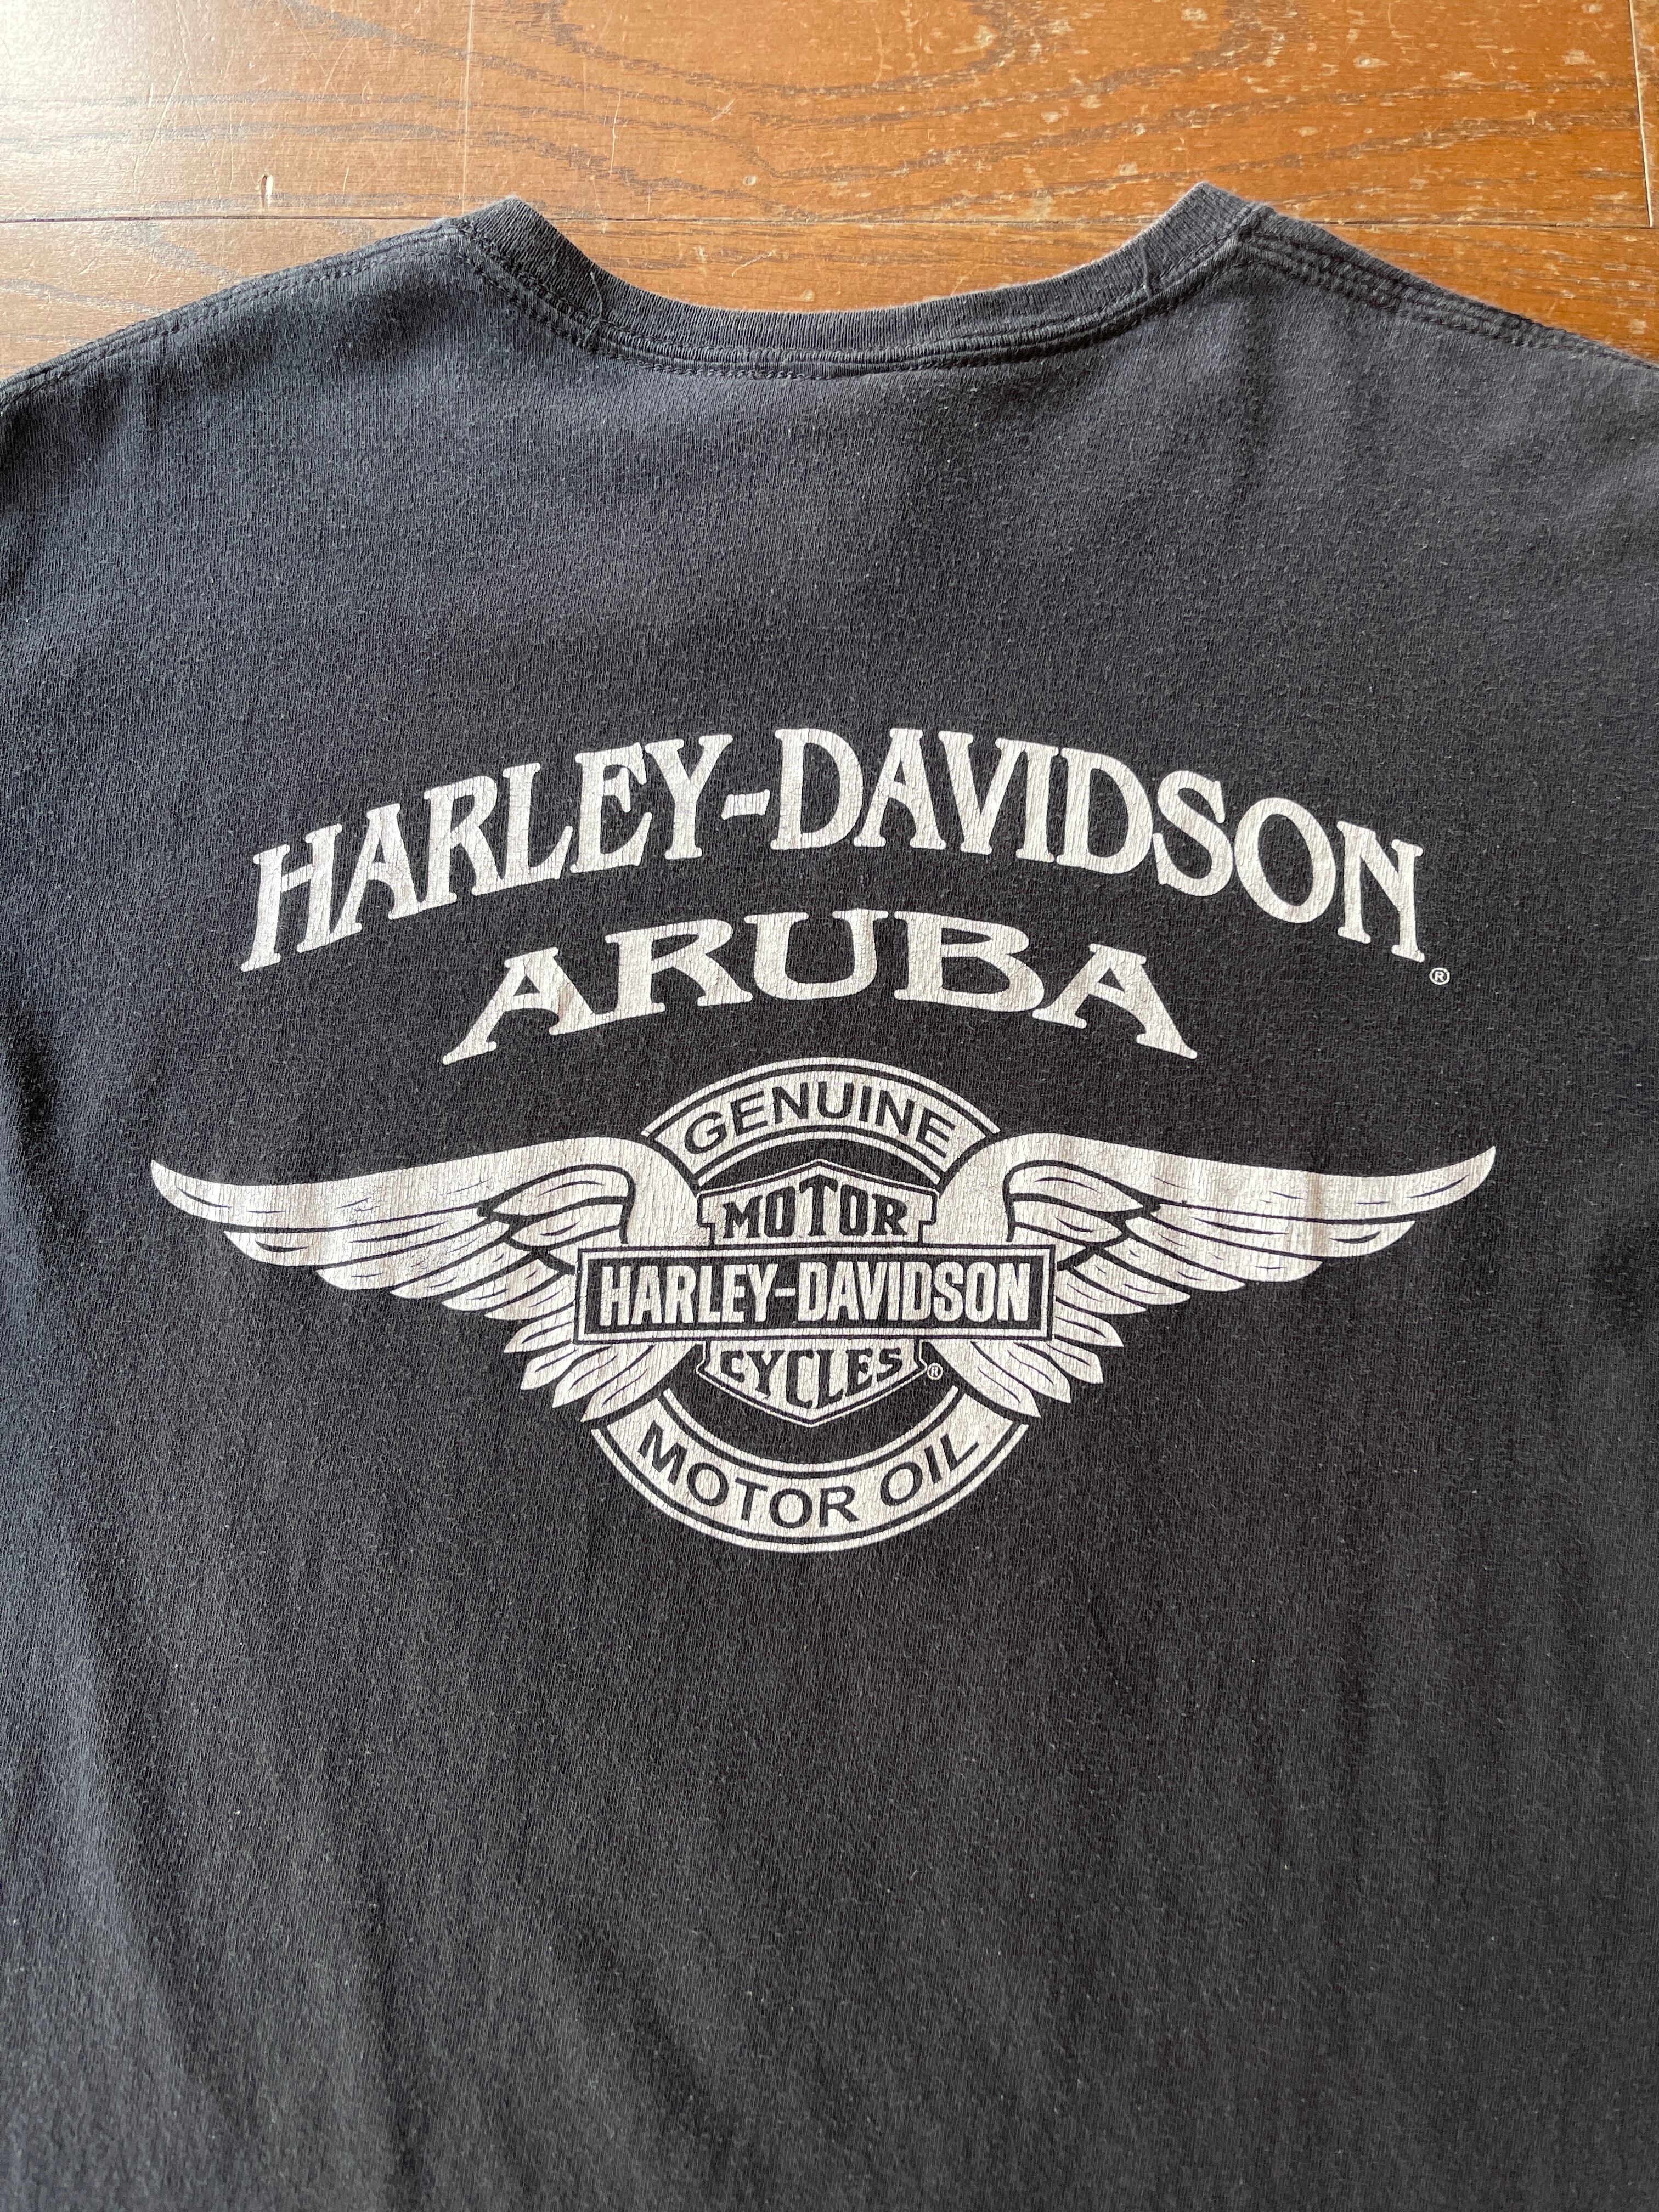 HARLEY-DAVIDSON®
ARUBA
GENUINE
MOTOR
HARLEY-DAVIDSON
CYCLES®
MOTOR OIL